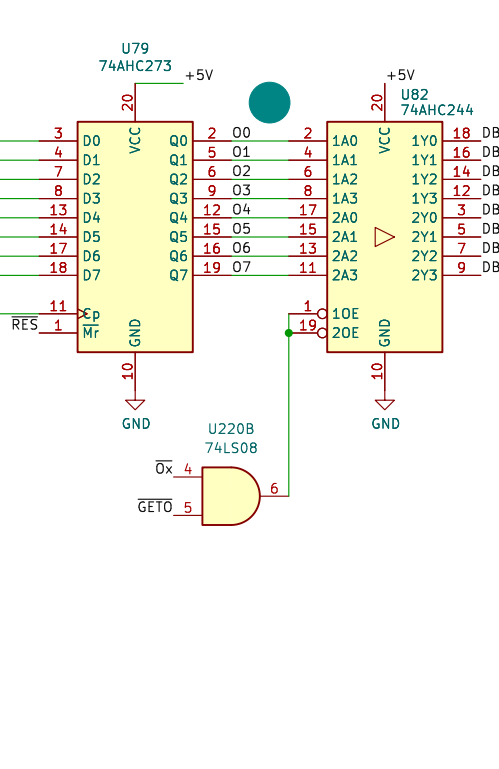 U79
74AHC273
+5V
20
VCC
3 D0 Q0 2 O0
4 D1 Q1 5 O1
7 D2 Q2 6 O2
8 D3 Q3 9 O3
13 D4 Q4 12 O4
14 D5 Q5 15 O5
17 D6 Q6 16 O6
18 D7 Q7 19 O7
11 Cp
RES 1 Mr
GND
10
GND
+5V
U82
74AHC244
20
VCC
2 1A0 1Y0 18 DB
4 1A1 1Y1 16 DB
6 1A2 1Y2 14 DB
8 1A3 1Y3 12 DB
17 2A0 2Y0 3 DB
15 2A1 2Y1 5 DB
13 2A2 2Y2 7 DB
11 2A3 2Y3 9 DB
1 1OE
19 2OE
GND
10
GND
U220B
74LS08
Ox 4
6
GETO 5